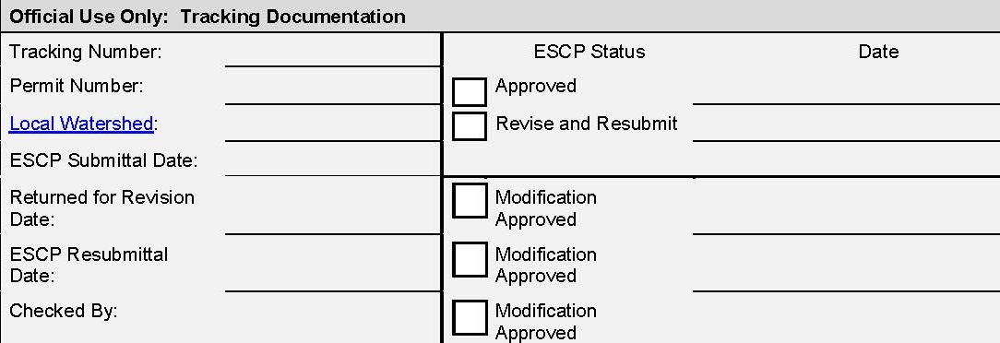 Official Use Only: Tracking Documentation
Tracking Number:
ESCP Status
Date
Permit Number:
Approved
Local Watershed:
Revise and Resubmit
ESCP Submittal Date:
Returned for Revision
Date:
Modification
Approved
ESCP Resubmittal
Date:
Modification
Approved
Checked By:
Modification
Approved